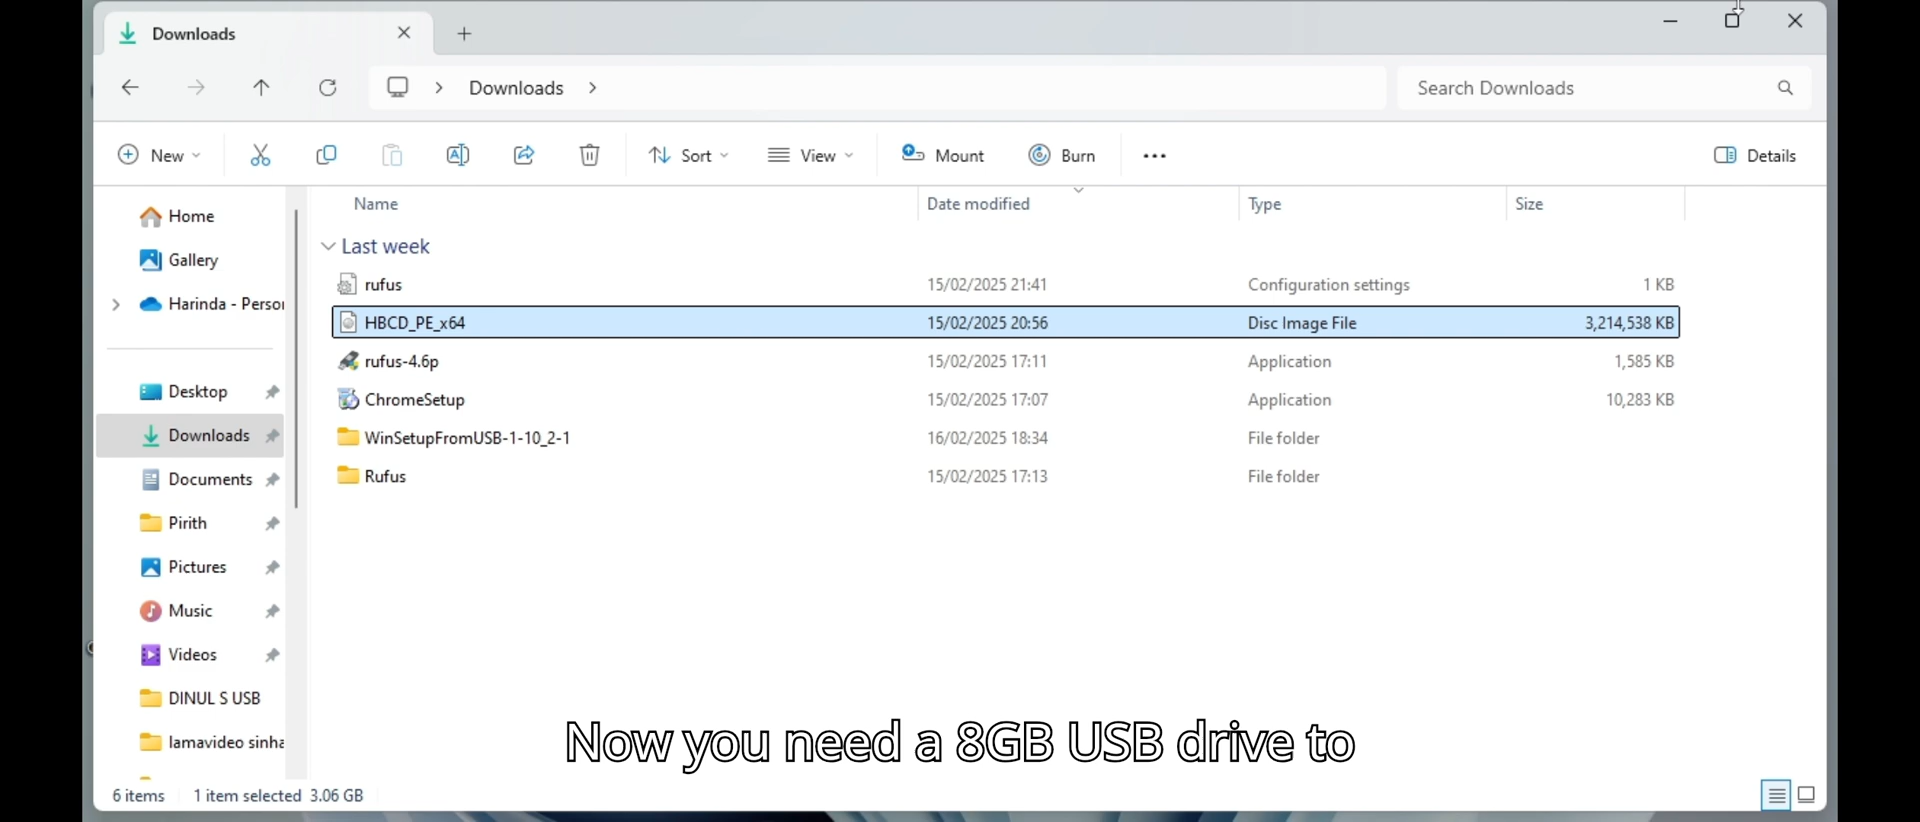 Downloads
Downloads
Search Downloads
New
Sort
View
Mount
Burn
Details
Name Date modified Type Size
Home
Gallery
Harinda - Person
Desktop
Downloads
Documents
Pirith
Pictures
Music
Videos
DINUL S USB
lamavideo sinha
Last week
rufus 15/02/2025 21:41 Configuration settings 1 KB
HBCD_PE_x64 15/02/2025 20:56 Disc Image File 3,214,538 KB
rufus-4.6p 15/02/2025 17:11 Application 1,585 KB
ChromeSetup 15/02/2025 17:07 Application 10,283 KB
WinSetupFromUSB-1-10_2-1 16/02/2025 18:34 File folder
Rufus 15/02/2025 17:13 File folder
Now you need a 8GB USB drive to
6 items 1 item selected 3.06 GB